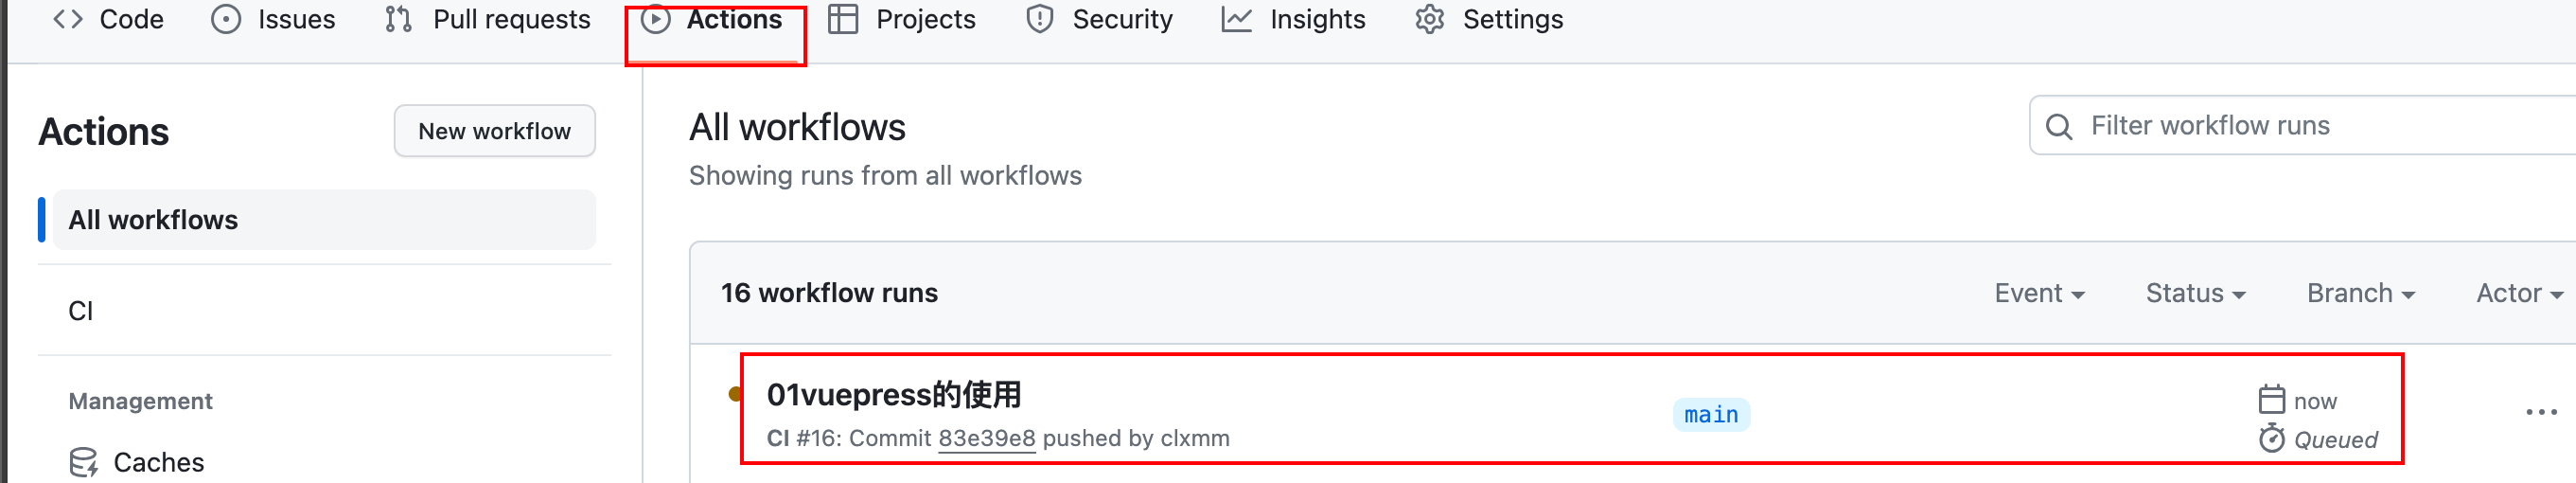 Code Issues Pull requests Actions Projects Security Insights Settings
Actions
New workflow
All workflows
CI
Management
Caches
All workflows
Showing runs from all workflows
Filter workflow runs
16 workflow runs
Event Status Branch Actor
01vuepress的使用
CI #16: Commit 83e39e8 pushed by clxmm
main
now
Queued